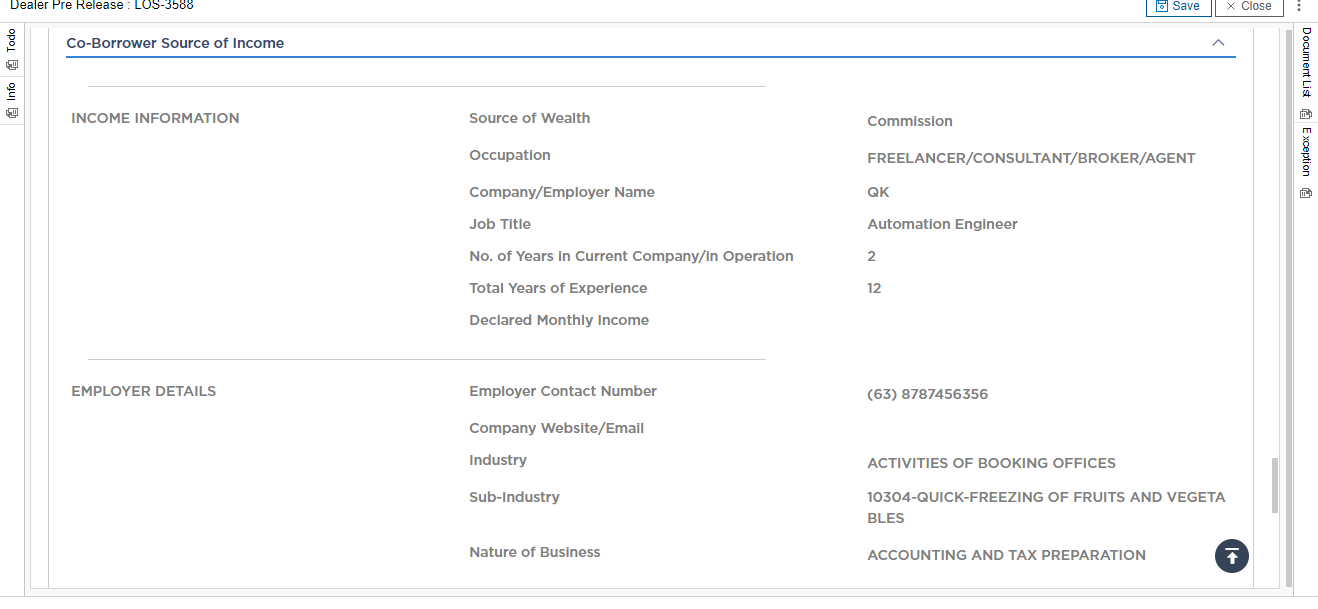 Dealer Pre Release : LOS-3588
Save
Close
Todo
Info
Document List
Exception
Co-Borrower Source of Income
INCOME INFORMATION
Source of Wealth
Commission
Occupation
FREELANCER/CONSULTANT/BROKER/AGENT
Company/Employer Name
QK
Job Title
Automation Engineer
No. of Years in Current Company/in Operation
2
Total Years of Experience
12
Declared Monthly Income
EMPLOYER DETAILS
Employer Contact Number
(63) 8787456356
Company Website/Email
Industry
ACTIVITIES OF BOOKING OFFICES
Sub-Industry
10304-QUICK-FREEZING OF FRUITS AND VEGETA
BLES
Nature of Business
ACCOUNTING AND TAX PREPARATION